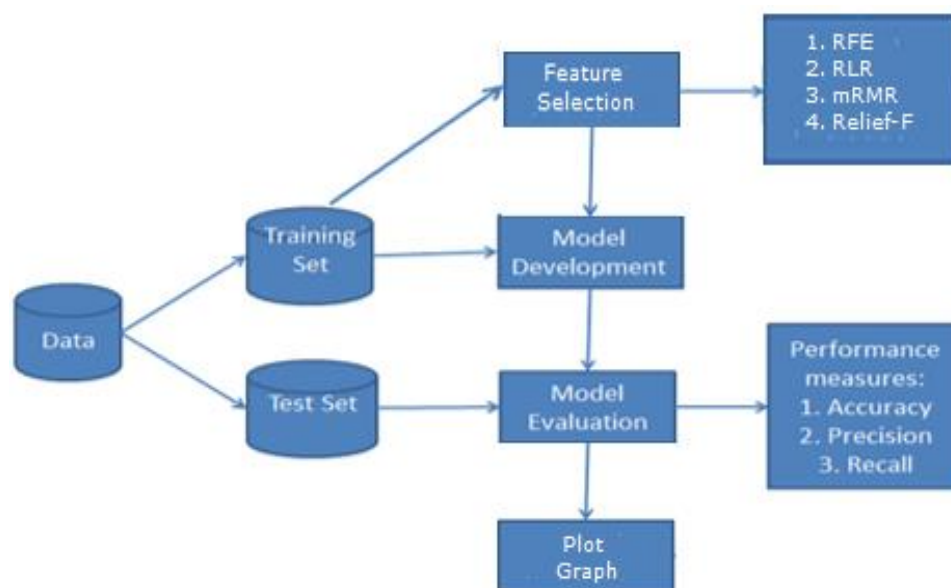 Feature
Selection
1. RFE
2. RLR
3. mRMR
4. Relief-F
Training
Set
Model
Development
Data
Test Set
Model
Evaluation
Performance
measures:
1. Accuracy
2. Precision
3. Recall
Plot
Graph